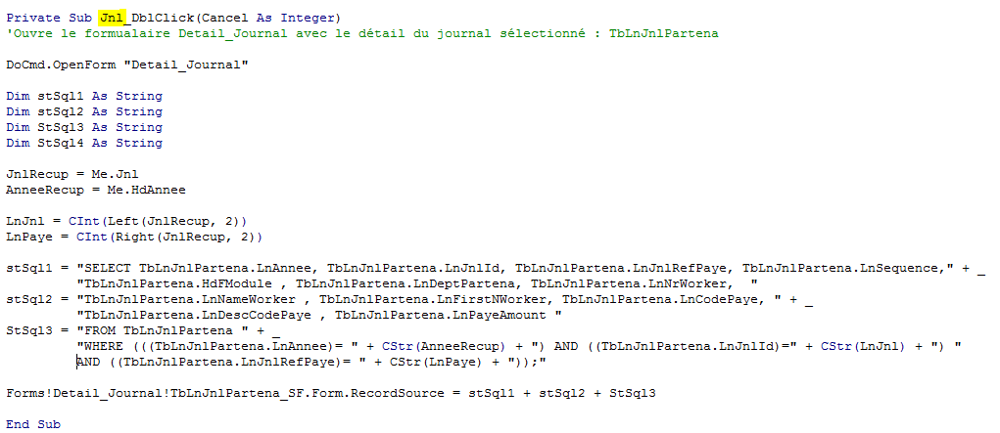 Private Sub Jnl_DblClick(Cancel As Integer)
'Ouvre le formualaire Detail_Journal avec le détail du journal sélectionné : TbLnJnlPartena
DoCmd.OpenForm "Detail_Journal"
Dim stSql1 As String
Dim stSql2 As String
Dim StSql3 As String
Dim StSql4 As String
JnlRecup = Me.Jnl
AnneeRecup = Me.HdAnnee
LnJnl = CInt(Left(JnlRecup, 2))
LnPaye = CInt(Right(JnlRecup, 2))
stSql1 = "SELECT TbLnJnlPartena.LnAnnee, TbLnJnlPartena.LnJnlId, TbLnJnlPartena.LnJnlRefPaye, TbLnJnlPartena.LnSequence," + _
"TbLnJnlPartena.HdFModule , TbLnJnlPartena.LnDeptPartena, TbLnJnlPartena.LnNrWorker,  "
stSql2 = "TbLnJnlPartena.LnNameWorker , TbLnJnlPartena.LnFirstNWorker, TbLnJnlPartena.LnCodePaye, " + _
"TbLnJnlPartena.LnDescCodePaye , TbLnJnlPartena.LnPayeAmount "
StSql3 = "FROM TbLnJnlPartena " + _
"WHERE (((TbLnJnlPartena.LnAnnee)= " + CStr(AnneeRecup) + ") AND ((TbLnJnlPartena.LnJnlId)=" + CStr(LnJnl) + ") "
AND ((TbLnJnlPartena.LnJnlRefPaye)= " + CStr(LnPaye) + "));"
Forms!Detail_Journal!TbLnJnlPartena_SF.Form.RecordSource = stSql1 + stSql2 + StSql3
End Sub